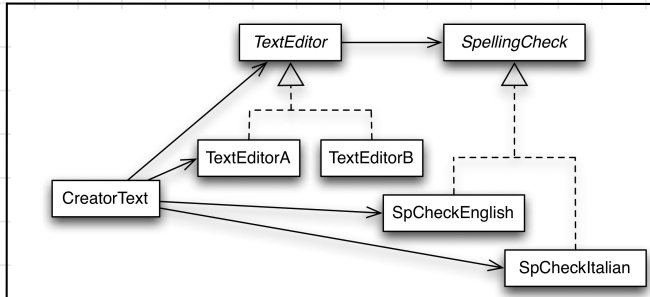 TextEditor
SpellingCheck
TextEditorA
TextEditorB
CreatorText
SpCheckEnglish
SpCheckItalian